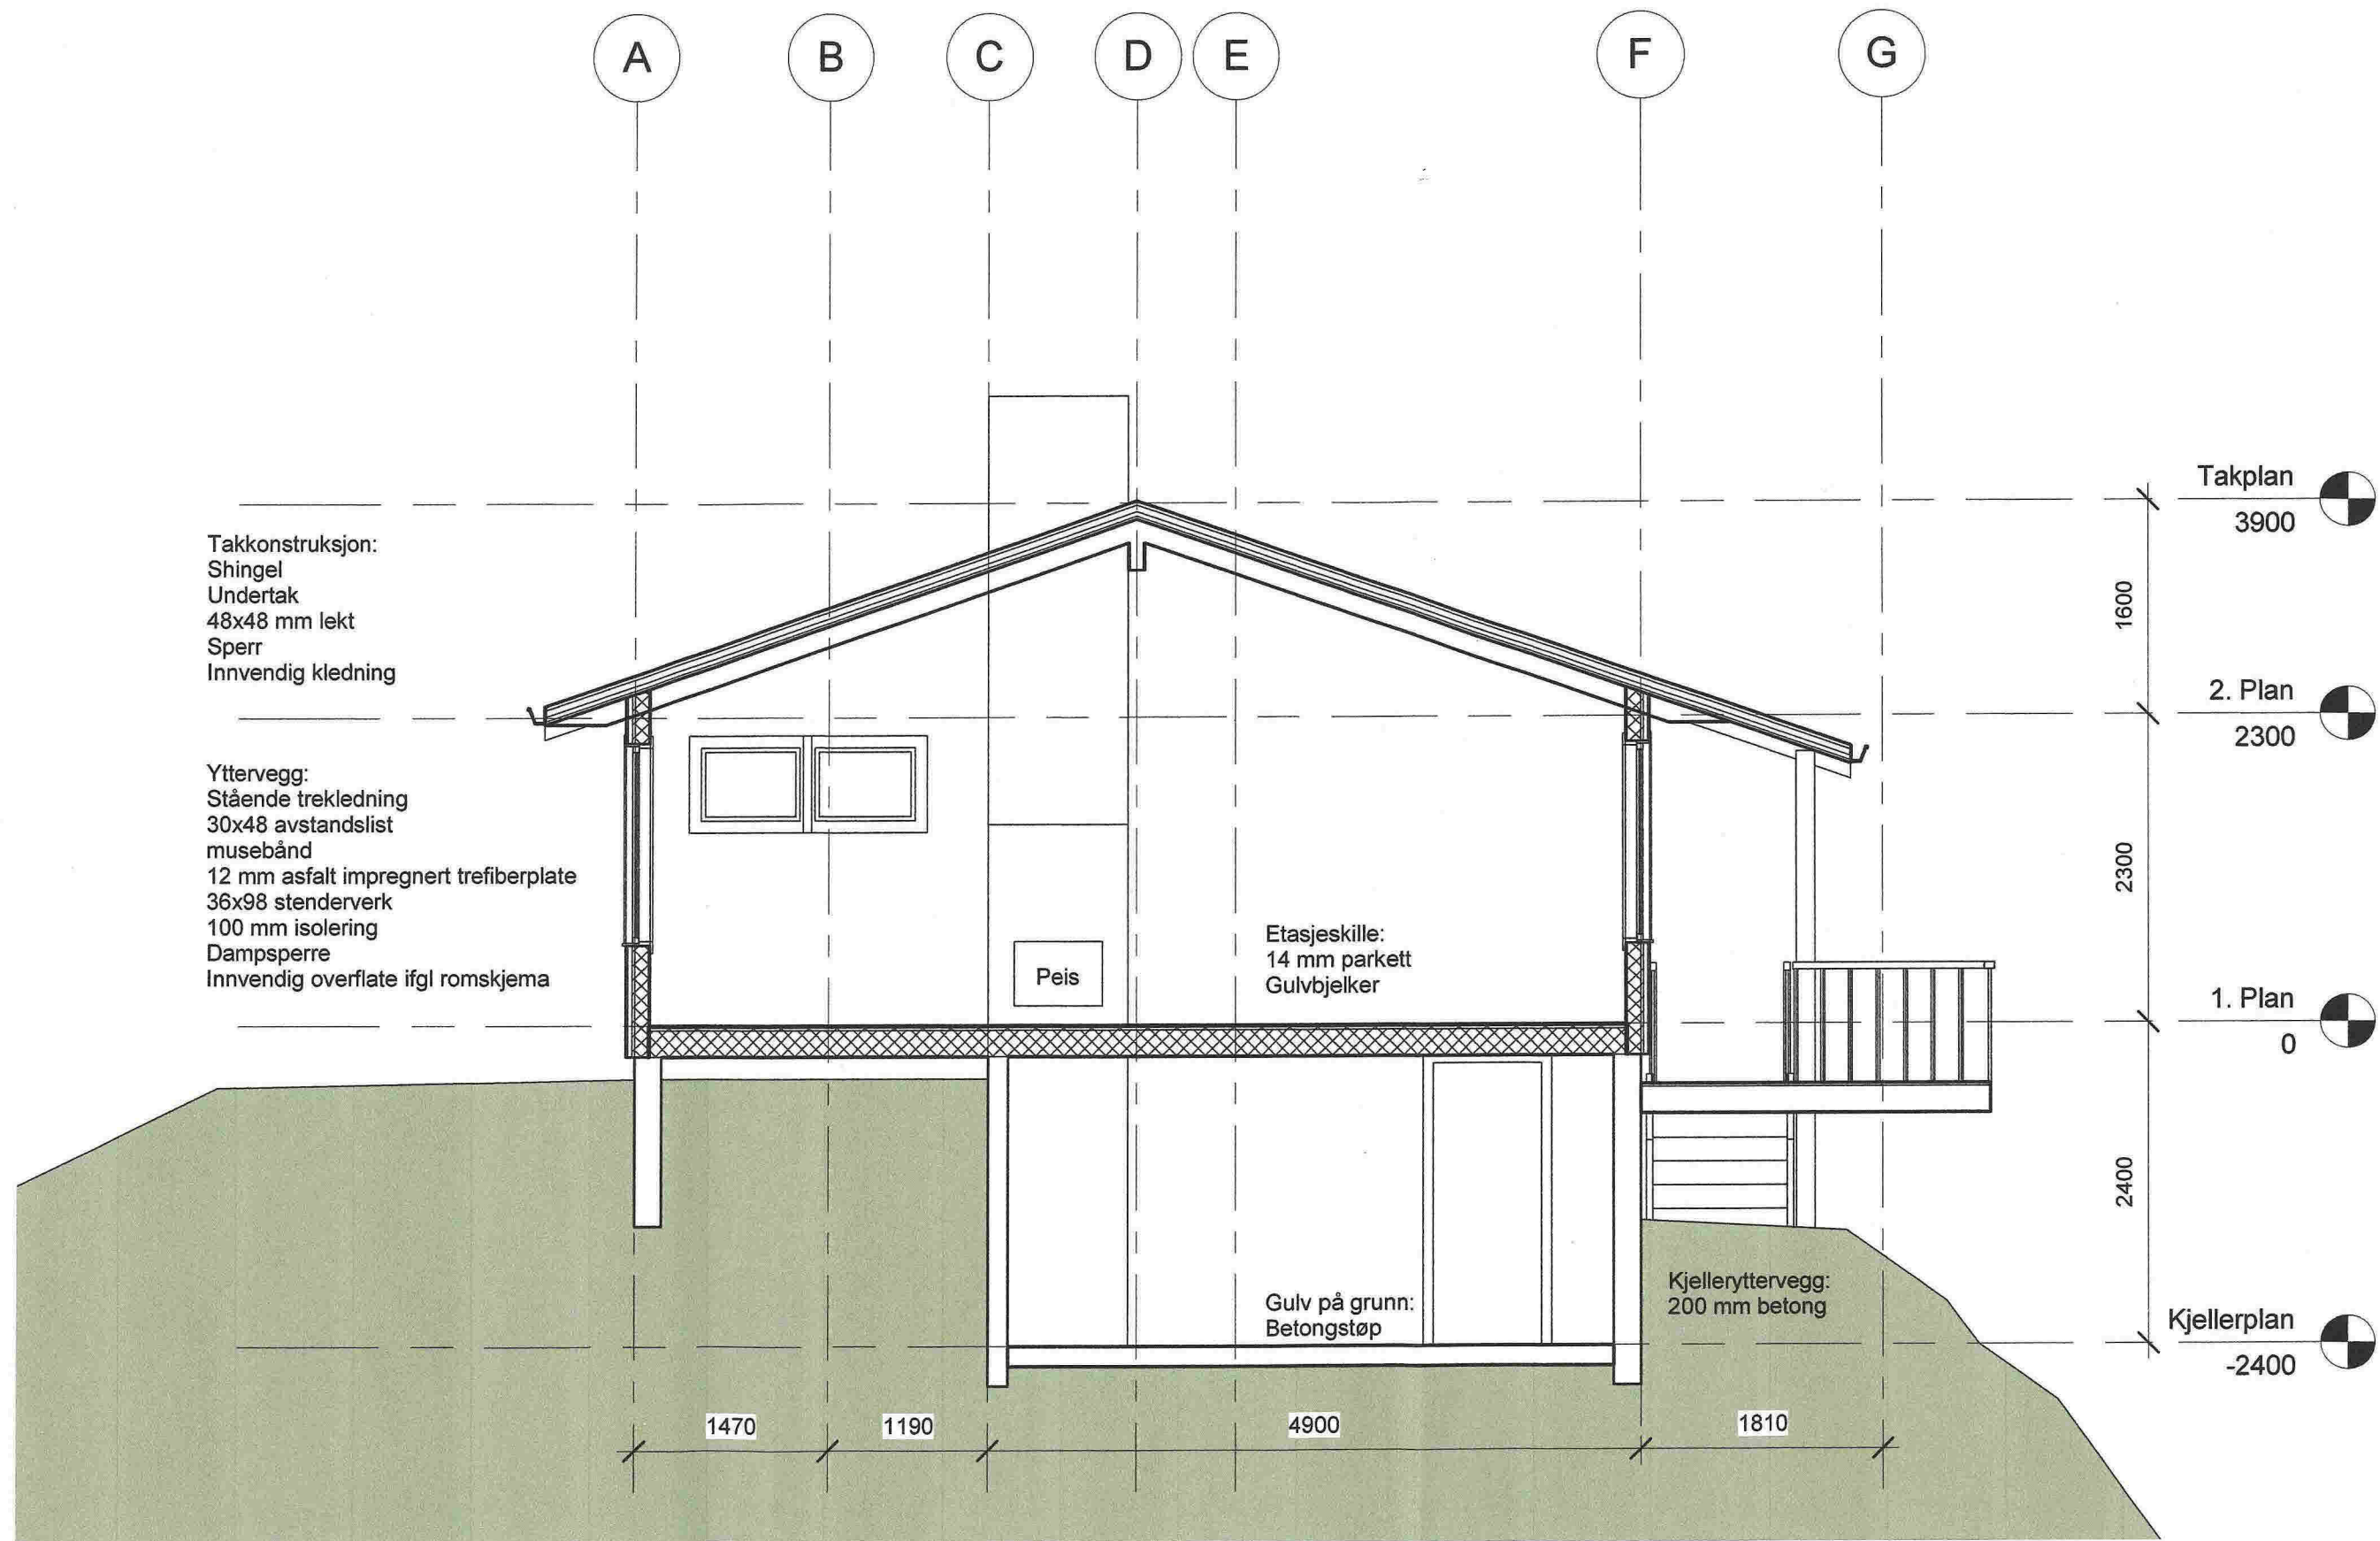 A
B
C
D
E
F
G
Takplan
3900
Takkonstruksjon:
Shingel
Undertak
48x48 mm lekt
Sperr
Innvendig kledning
1600
2. Plan
2300
Yttervegg:
Stående trekledning
30x48 avstandslist
musebånd
12 mm asfalt impregnert trefiberplate
36x98 stenderverk
100 mm isolering
Dampsperre
Innvendig overflate ifgl romskjema
2300
Peis
Etasjeskille:
14 mm parkett
Gulvbjelker
1. Plan
0
2400
Gulv på grunn:
Betongstøp
Kjelleryttervegg:
200 mm betong
Kjellerplan
-2400
1470
1190
4900
1810